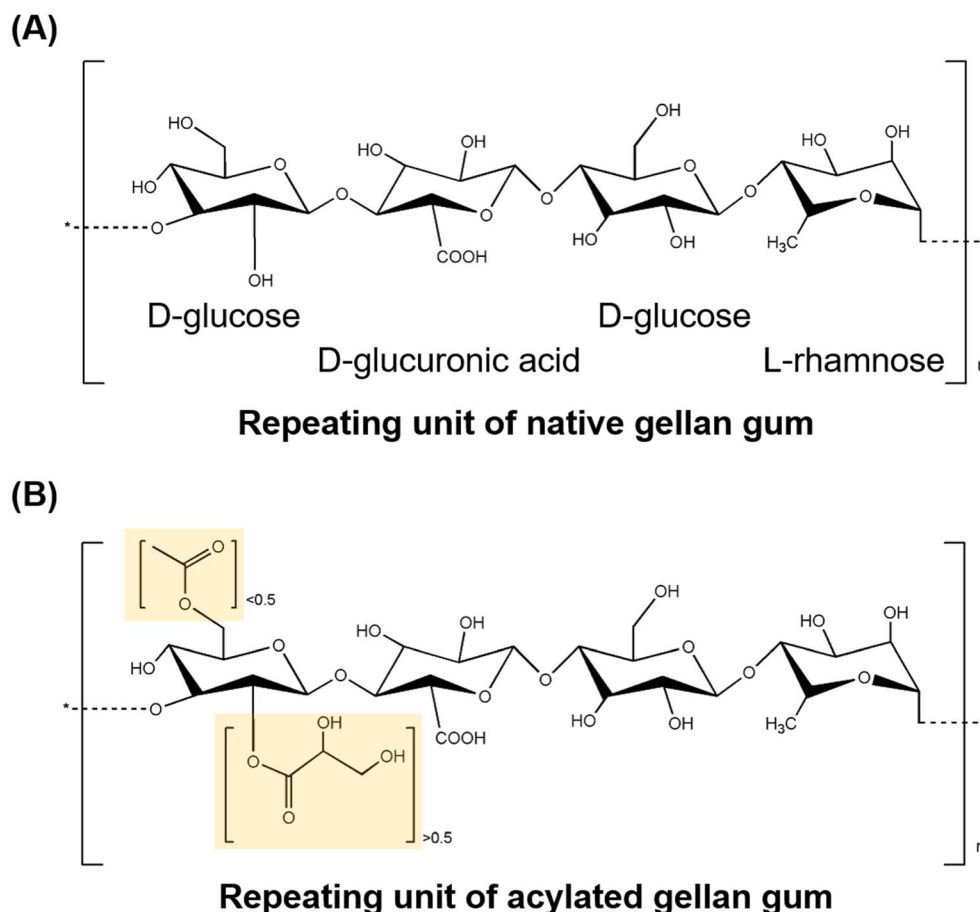 (A)
HO OH
HO OH HO OH
HO O O O O O
O O
HO OH H₃C
COOH
OH
D-glucose D-glucose
D-glucuronic acid L-rhamnose
Repeating unit of native gellan gum
(B)
O
O <0.5
OH
HO OH HO OH
HO O O O O O
* O O
HO OH H₃C
OH COOH
O OH
O
>0.5
Repeating unit of acylated gellan gum